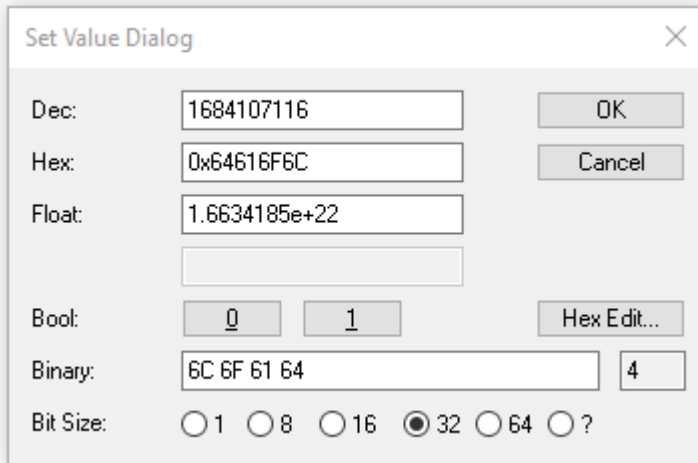 Set Value Dialog
Dec: 1684107116 OK
Hex: 0x64616F6C Cancel
Float: 1.6634185e+22
Bool: 0 1 Hex Edit...
Binary: 6C 6F 61 64 4
Bit Size: 1 8 16 32 64 ?